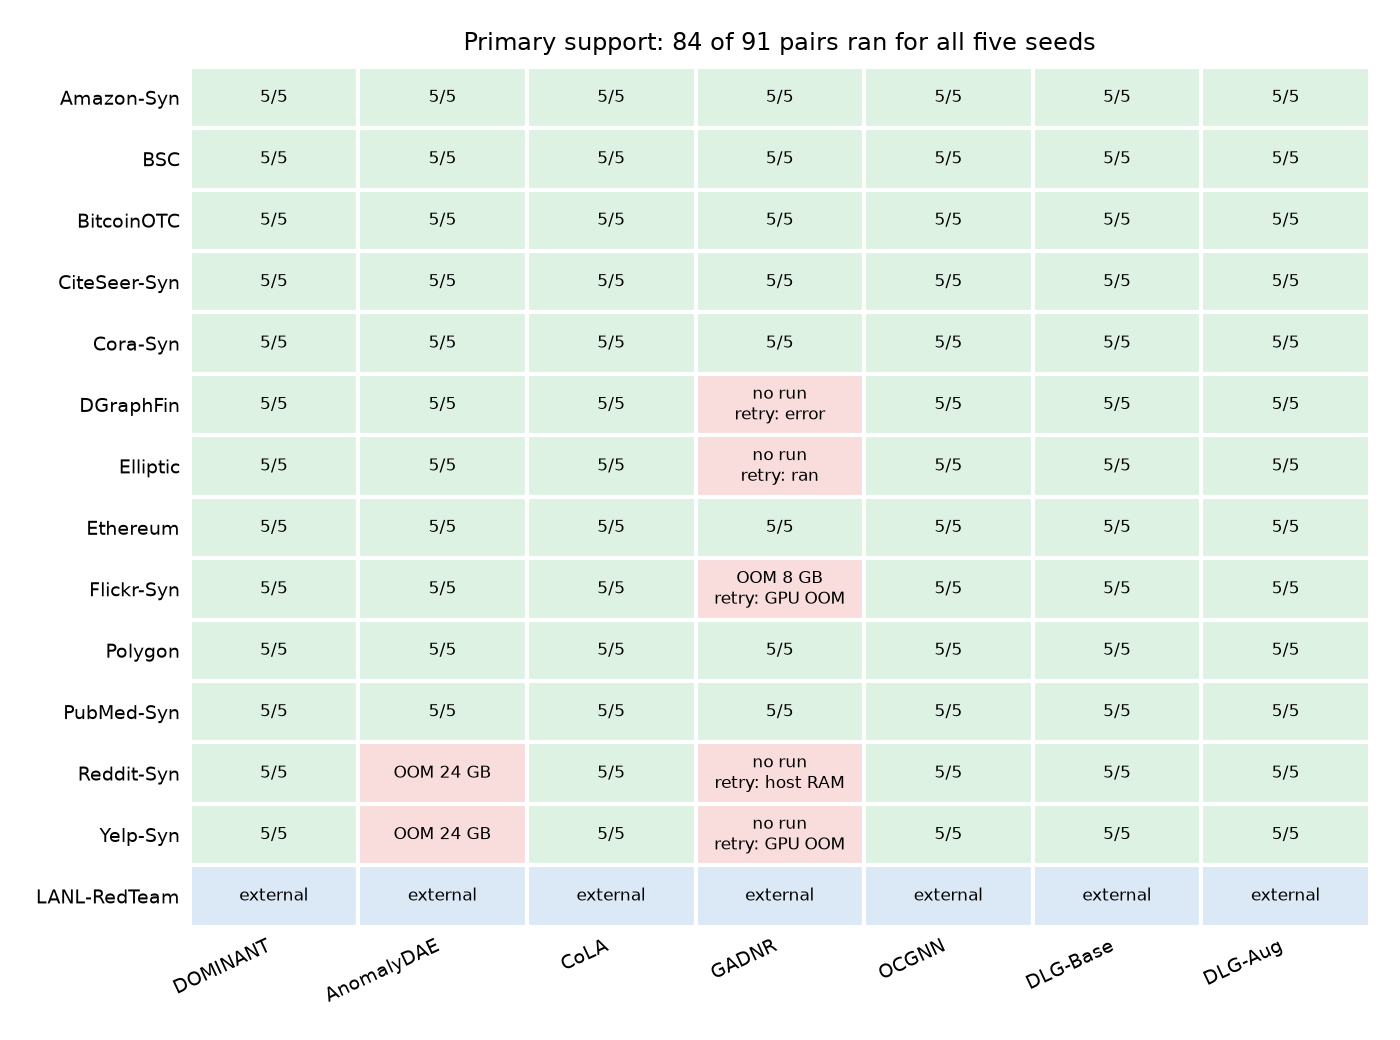 Primary support: 84 of 91 pairs ran for all five seeds
Amazon-Syn 5/5 5/5 5/5 5/5 5/5 5/5 5/5
BSC 5/5 5/5 5/5 5/5 5/5 5/5 5/5
BitcoinOTC 5/5 5/5 5/5 5/5 5/5 5/5 5/5
CiteSeer-Syn 5/5 5/5 5/5 5/5 5/5 5/5 5/5
Cora-Syn 5/5 5/5 5/5 5/5 5/5 5/5 5/5
DGraphFin 5/5 5/5 5/5 no run retry: error 5/5 5/5 5/5
Elliptic 5/5 5/5 5/5 no run retry: ran 5/5 5/5 5/5
Ethereum 5/5 5/5 5/5 5/5 5/5 5/5 5/5
Flickr-Syn 5/5 5/5 5/5 OOM 8 GB retry: GPU OOM 5/5 5/5 5/5
Polygon 5/5 5/5 5/5 5/5 5/5 5/5 5/5
PubMed-Syn 5/5 5/5 5/5 5/5 5/5 5/5 5/5
Reddit-Syn 5/5 OOM 24 GB 5/5 no run retry: host RAM 5/5 5/5 5/5
Yelp-Syn 5/5 OOM 24 GB 5/5 no run retry: GPU OOM 5/5 5/5 5/5
LANL-RedTeam external external external external external external external
DOMINANT AnomalyDAE CoLA GADNR OCGNN DLG-Base DLG-Aug